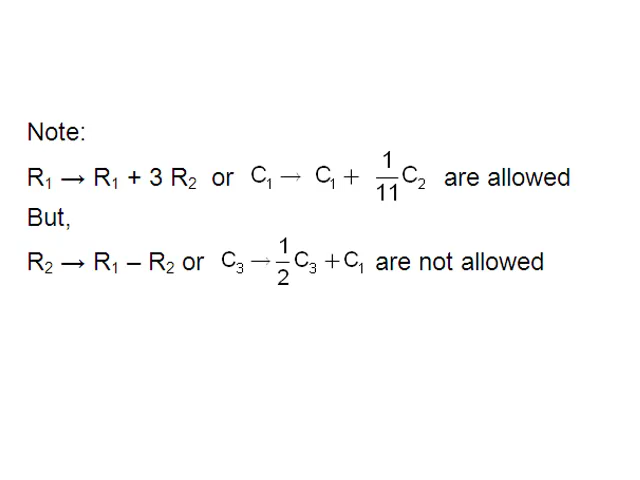 Note:
R₁ → R₁ + 3 R₂ or C₁ → C₁ + 1/11 C₂ are allowed
But,
R₂ → R₁ – R₂ or C₃ → 1/2 C₃ + C₁ are not allowed